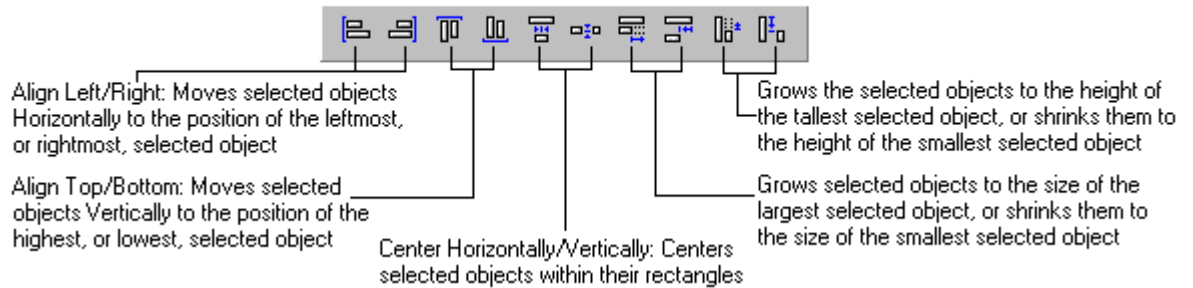 Align Left/Right: Moves selected objects
Horizontally to the position of the leftmost,
or rightmost, selected object
Align Top/Bottom: Moves selected
objects Vertically to the position of the
highest, or lowest, selected object
Center Horizontally/Vertically: Centers
selected objects within their rectangles
Grows the selected objects to the height of
the tallest selected object, or shrinks them to
the height of the smallest selected object
Grows selected objects to the size of the
largest selected object, or shrinks them to
the size of the smallest selected object